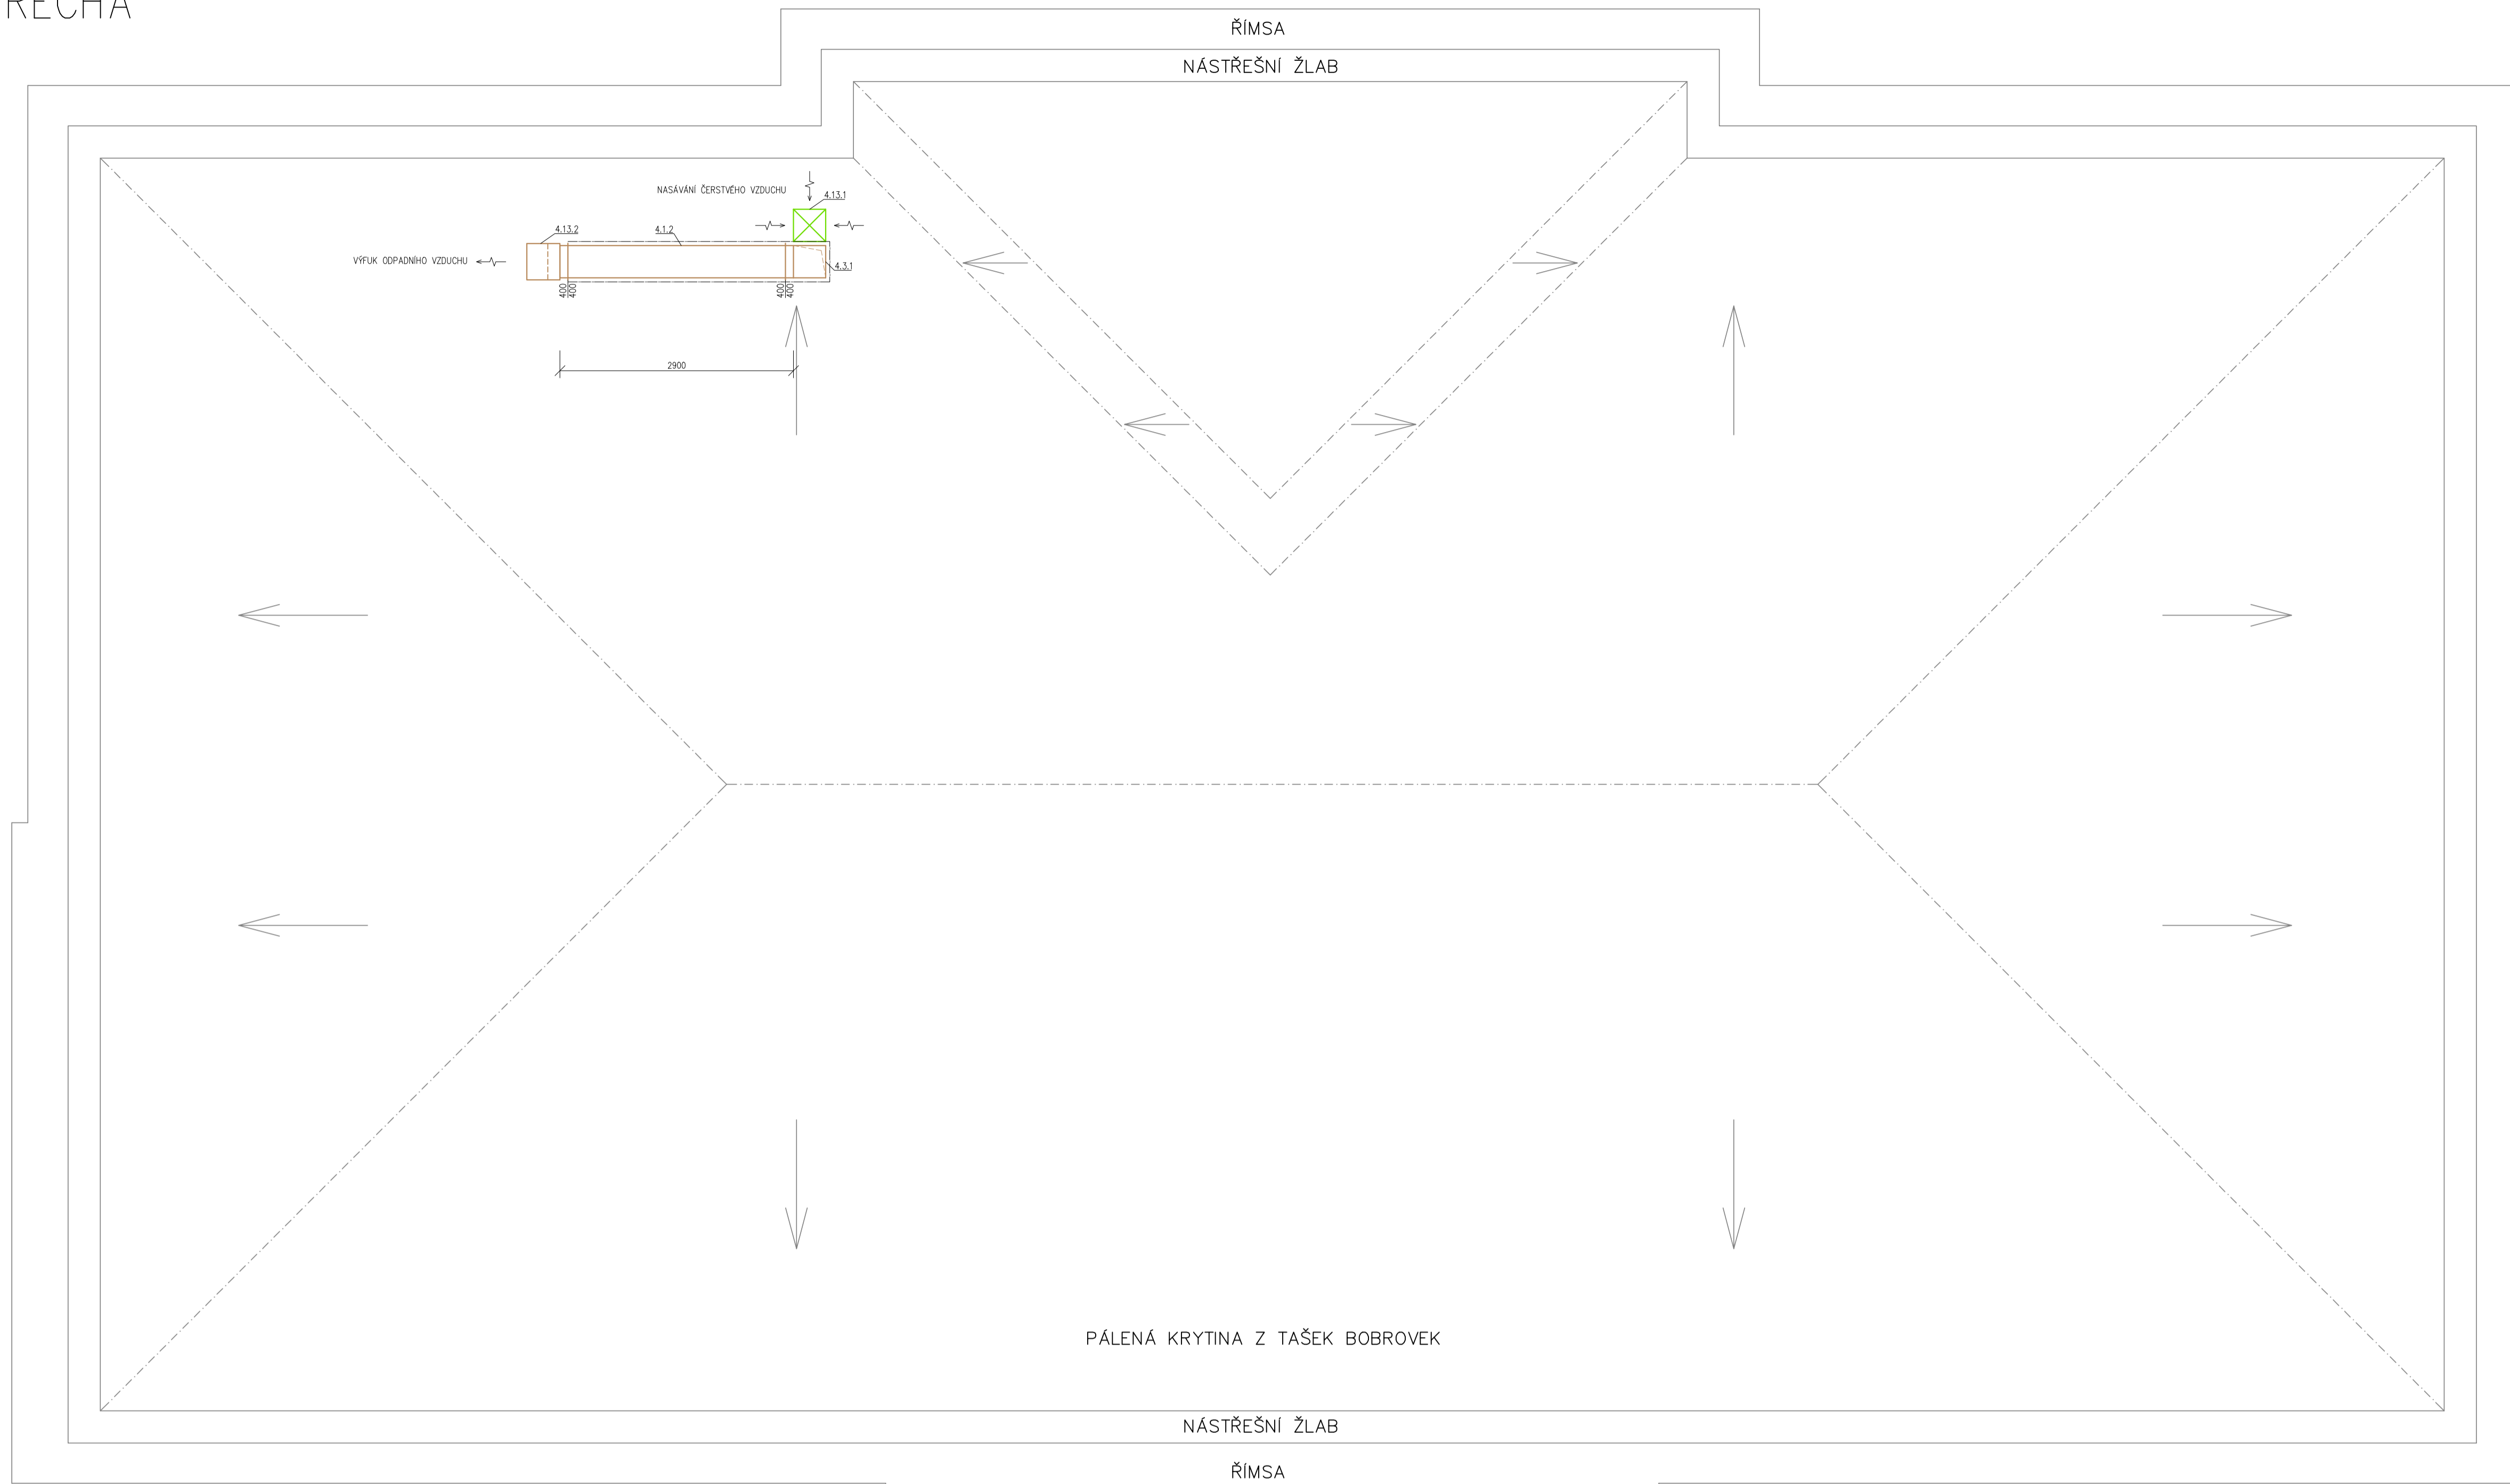 ŘECHA
ŘÍMSA
NÁSTŘEŠNÍ ŽLAB
NASÁVÁNÍ ČERSTVÉHO VZDUCHU
4.13.1
4.13.2
4.1.2
VÝFUK ODPADNÍHO VZDUCHU
4.3.1
400
400
400
400
2900
PÁLENÁ KRYTINA Z TAŠEK BOBROVEK
NÁSTŘEŠNÍ ŽLAB
ŘÍMSA